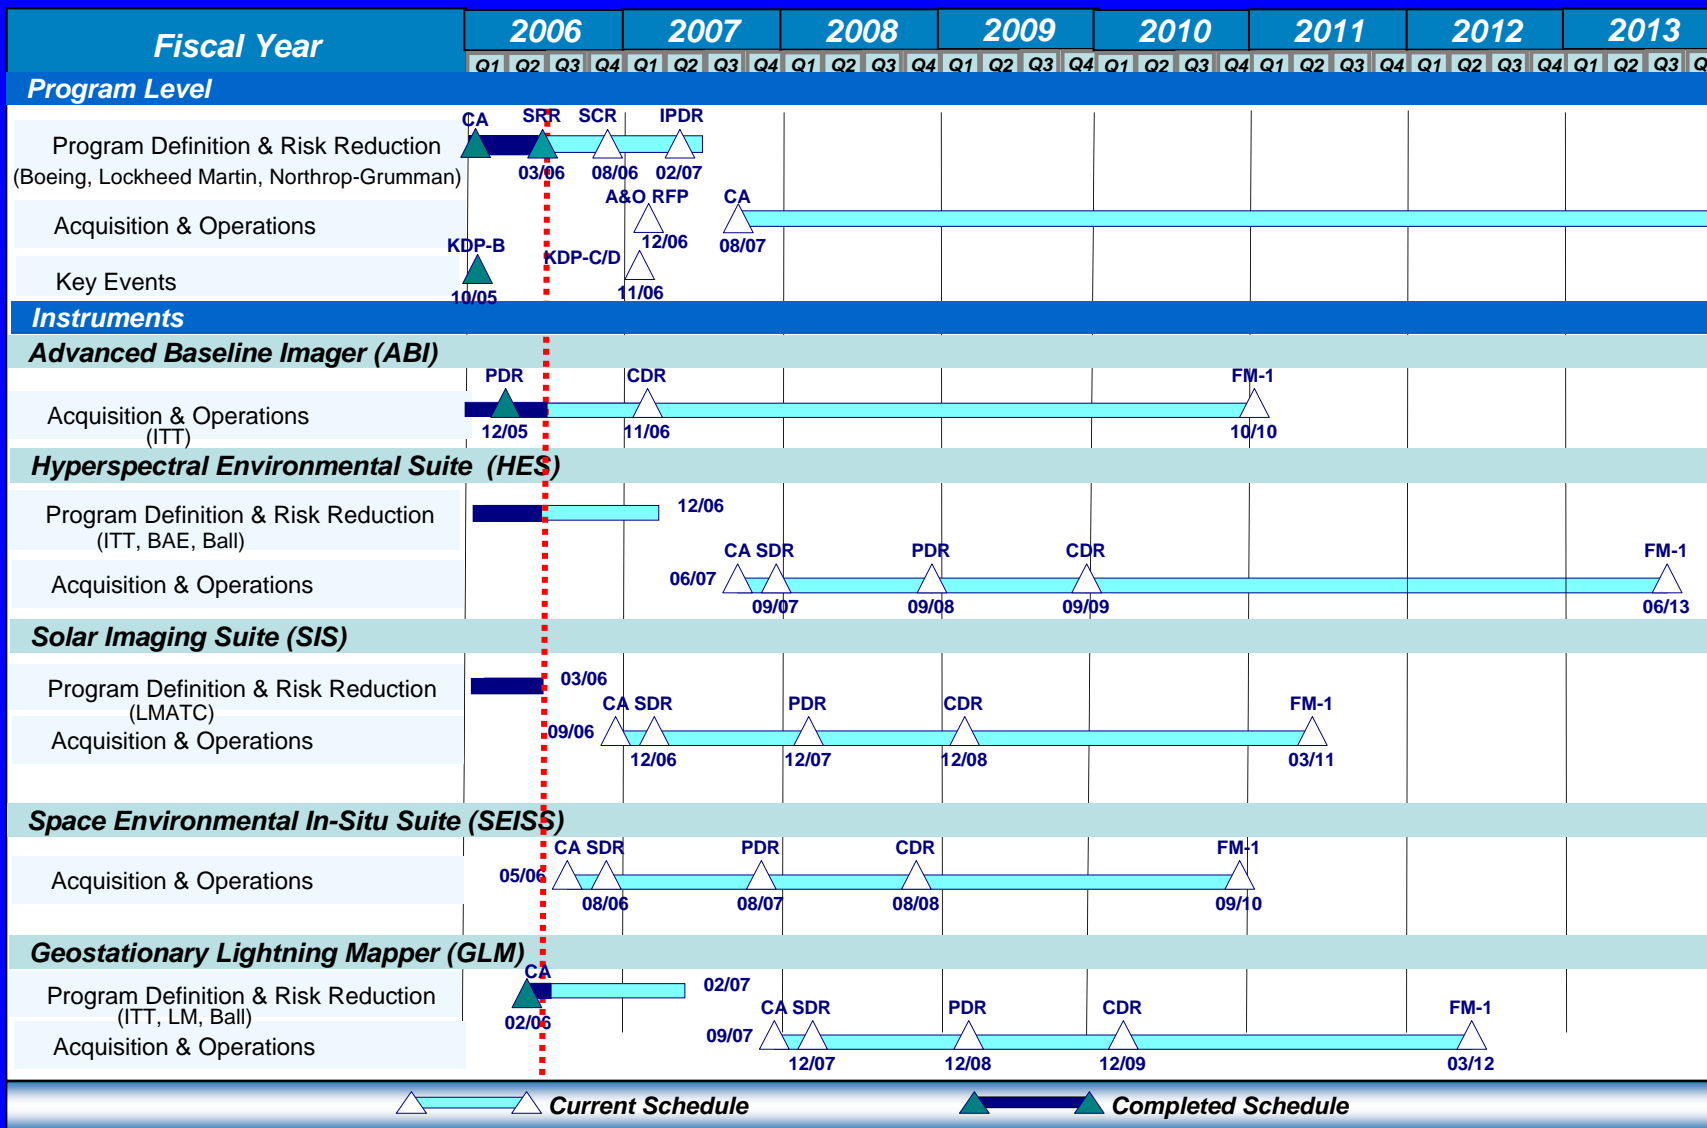 Fiscal Year 2006 2007 2008 2009 2010 2011 2012 2013
Q1 Q2 Q3 Q4 Q1 Q2 Q3 Q4 Q1 Q2 Q3 Q4 Q1 Q2 Q3 Q4 Q1 Q2 Q3 Q4 Q1 Q2 Q3 Q4 Q1 Q2 Q3 Q4 Q1 Q2 Q3 Q
Program Level
CA SRR SCR IPDR
Program Definition & Risk Reduction
(Boeing, Lockheed Martin, Northrop-Grumman)
03/06 08/06 02/07
A&O RFP CA
Acquisition & Operations
12/06 08/07
KDP-B KDP-C/D
Key Events
10/05 11/06
Instruments
Advanced Baseline Imager (ABI)
PDR CDR FM-1
Acquisition & Operations
(ITT)
12/05 11/06 10/10
Hyperspectral Environmental Suite (HES)
Program Definition & Risk Reduction 12/06
(ITT, BAE, Ball)
CA SDR PDR CDR FM-1
Acquisition & Operations 06/07
09/07 09/08 09/09 06/13
Solar Imaging Suite (SIS)
Program Definition & Risk Reduction 03/06
(LMATC)
CA SDR PDR CDR FM-1
Acquisition & Operations 09/06
12/06 12/07 12/08 03/11
Space Environmental In-Situ Suite (SEISS)
CA SDR PDR CDR FM-1
Acquisition & Operations 05/06
08/06 08/07 08/08 09/10
Geostationary Lightning Mapper (GLM)
CA
Program Definition & Risk Reduction 02/07
(ITT, LM, Ball)
02/06
CA SDR PDR CDR FM-1
Acquisition & Operations 09/07
12/07 12/08 12/09 03/12
Current Schedule Completed Schedule